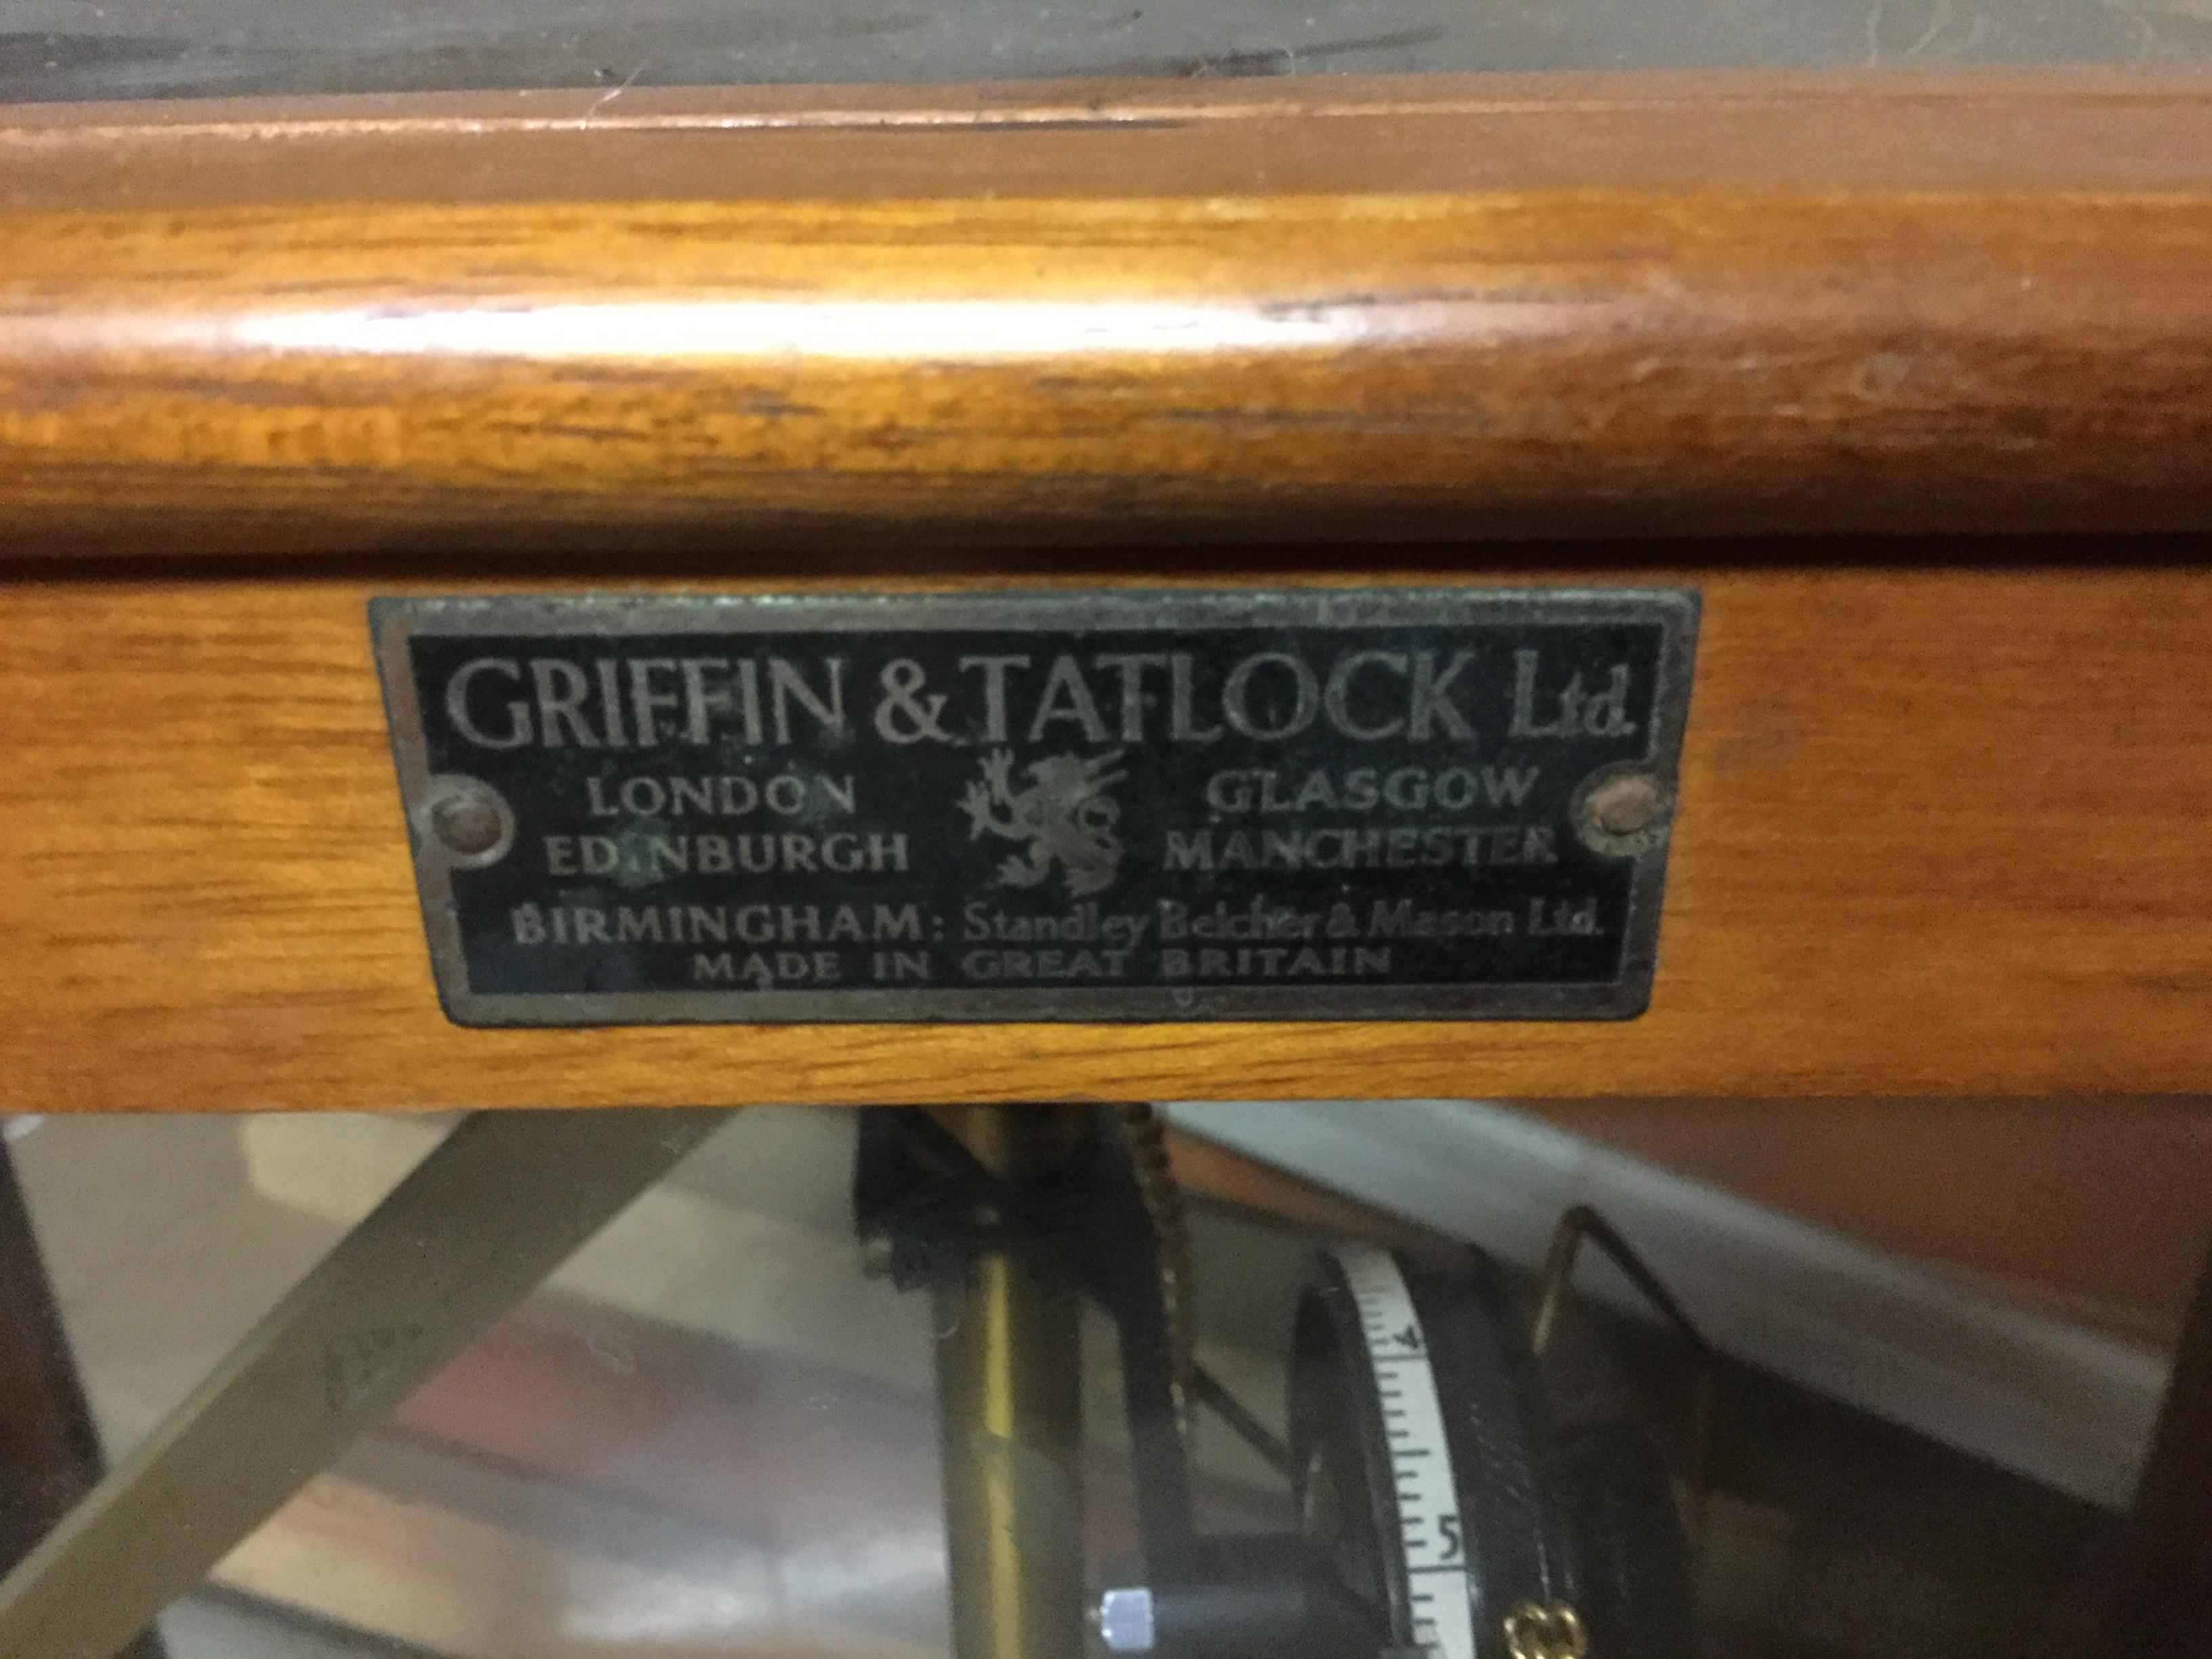 GRIFFIN & TATLOCK Ltd.
LONDON GLASGOW
EDINBURGH MANCHESTER
BIRMINGHAM: Standley Belcher & Mason Ltd.
MADE IN GREAT BRITAIN
4
5